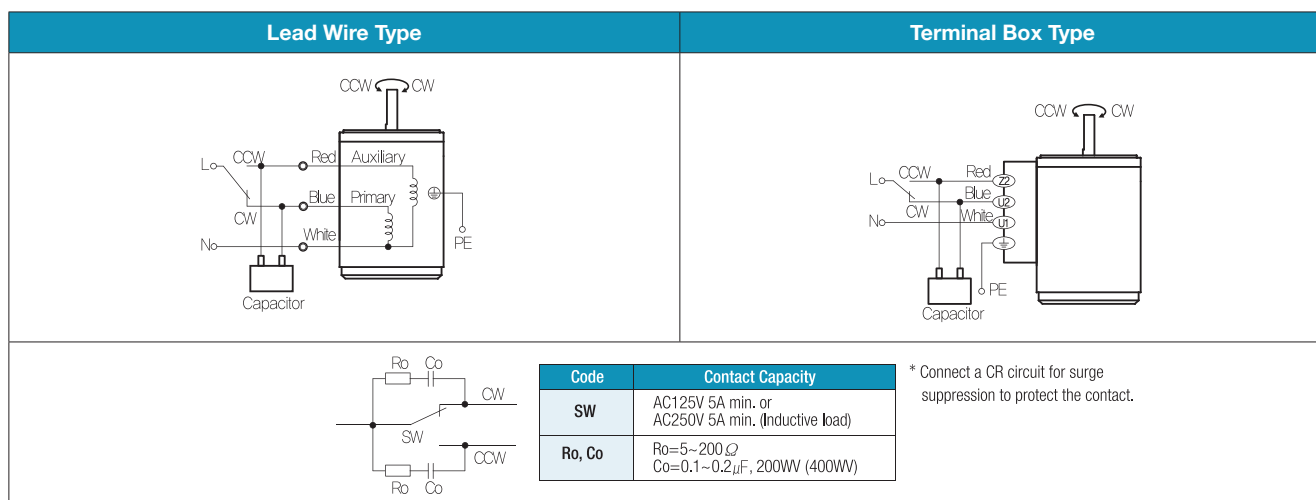 Lead Wire Type
Terminal Box Type
CCW CW
L CCW Red Auxiliary
Blue Primary
CW
White
N
PE
Capacitor
CCW CW
L CCW Red Z2
Blue U2
CW
N White U1
PE
Capacitor
Ro Co
CW
SW
CCW
Ro Co
Code Contact Capacity
SW AC125V 5A min. or
AC250V 5A min. (Inductive load)
Ro, Co Ro=5~200Ω
Co=0.1~0.2μF, 200WV (400WV)
* Connect a CR circuit for surge
suppression to protect the contact.